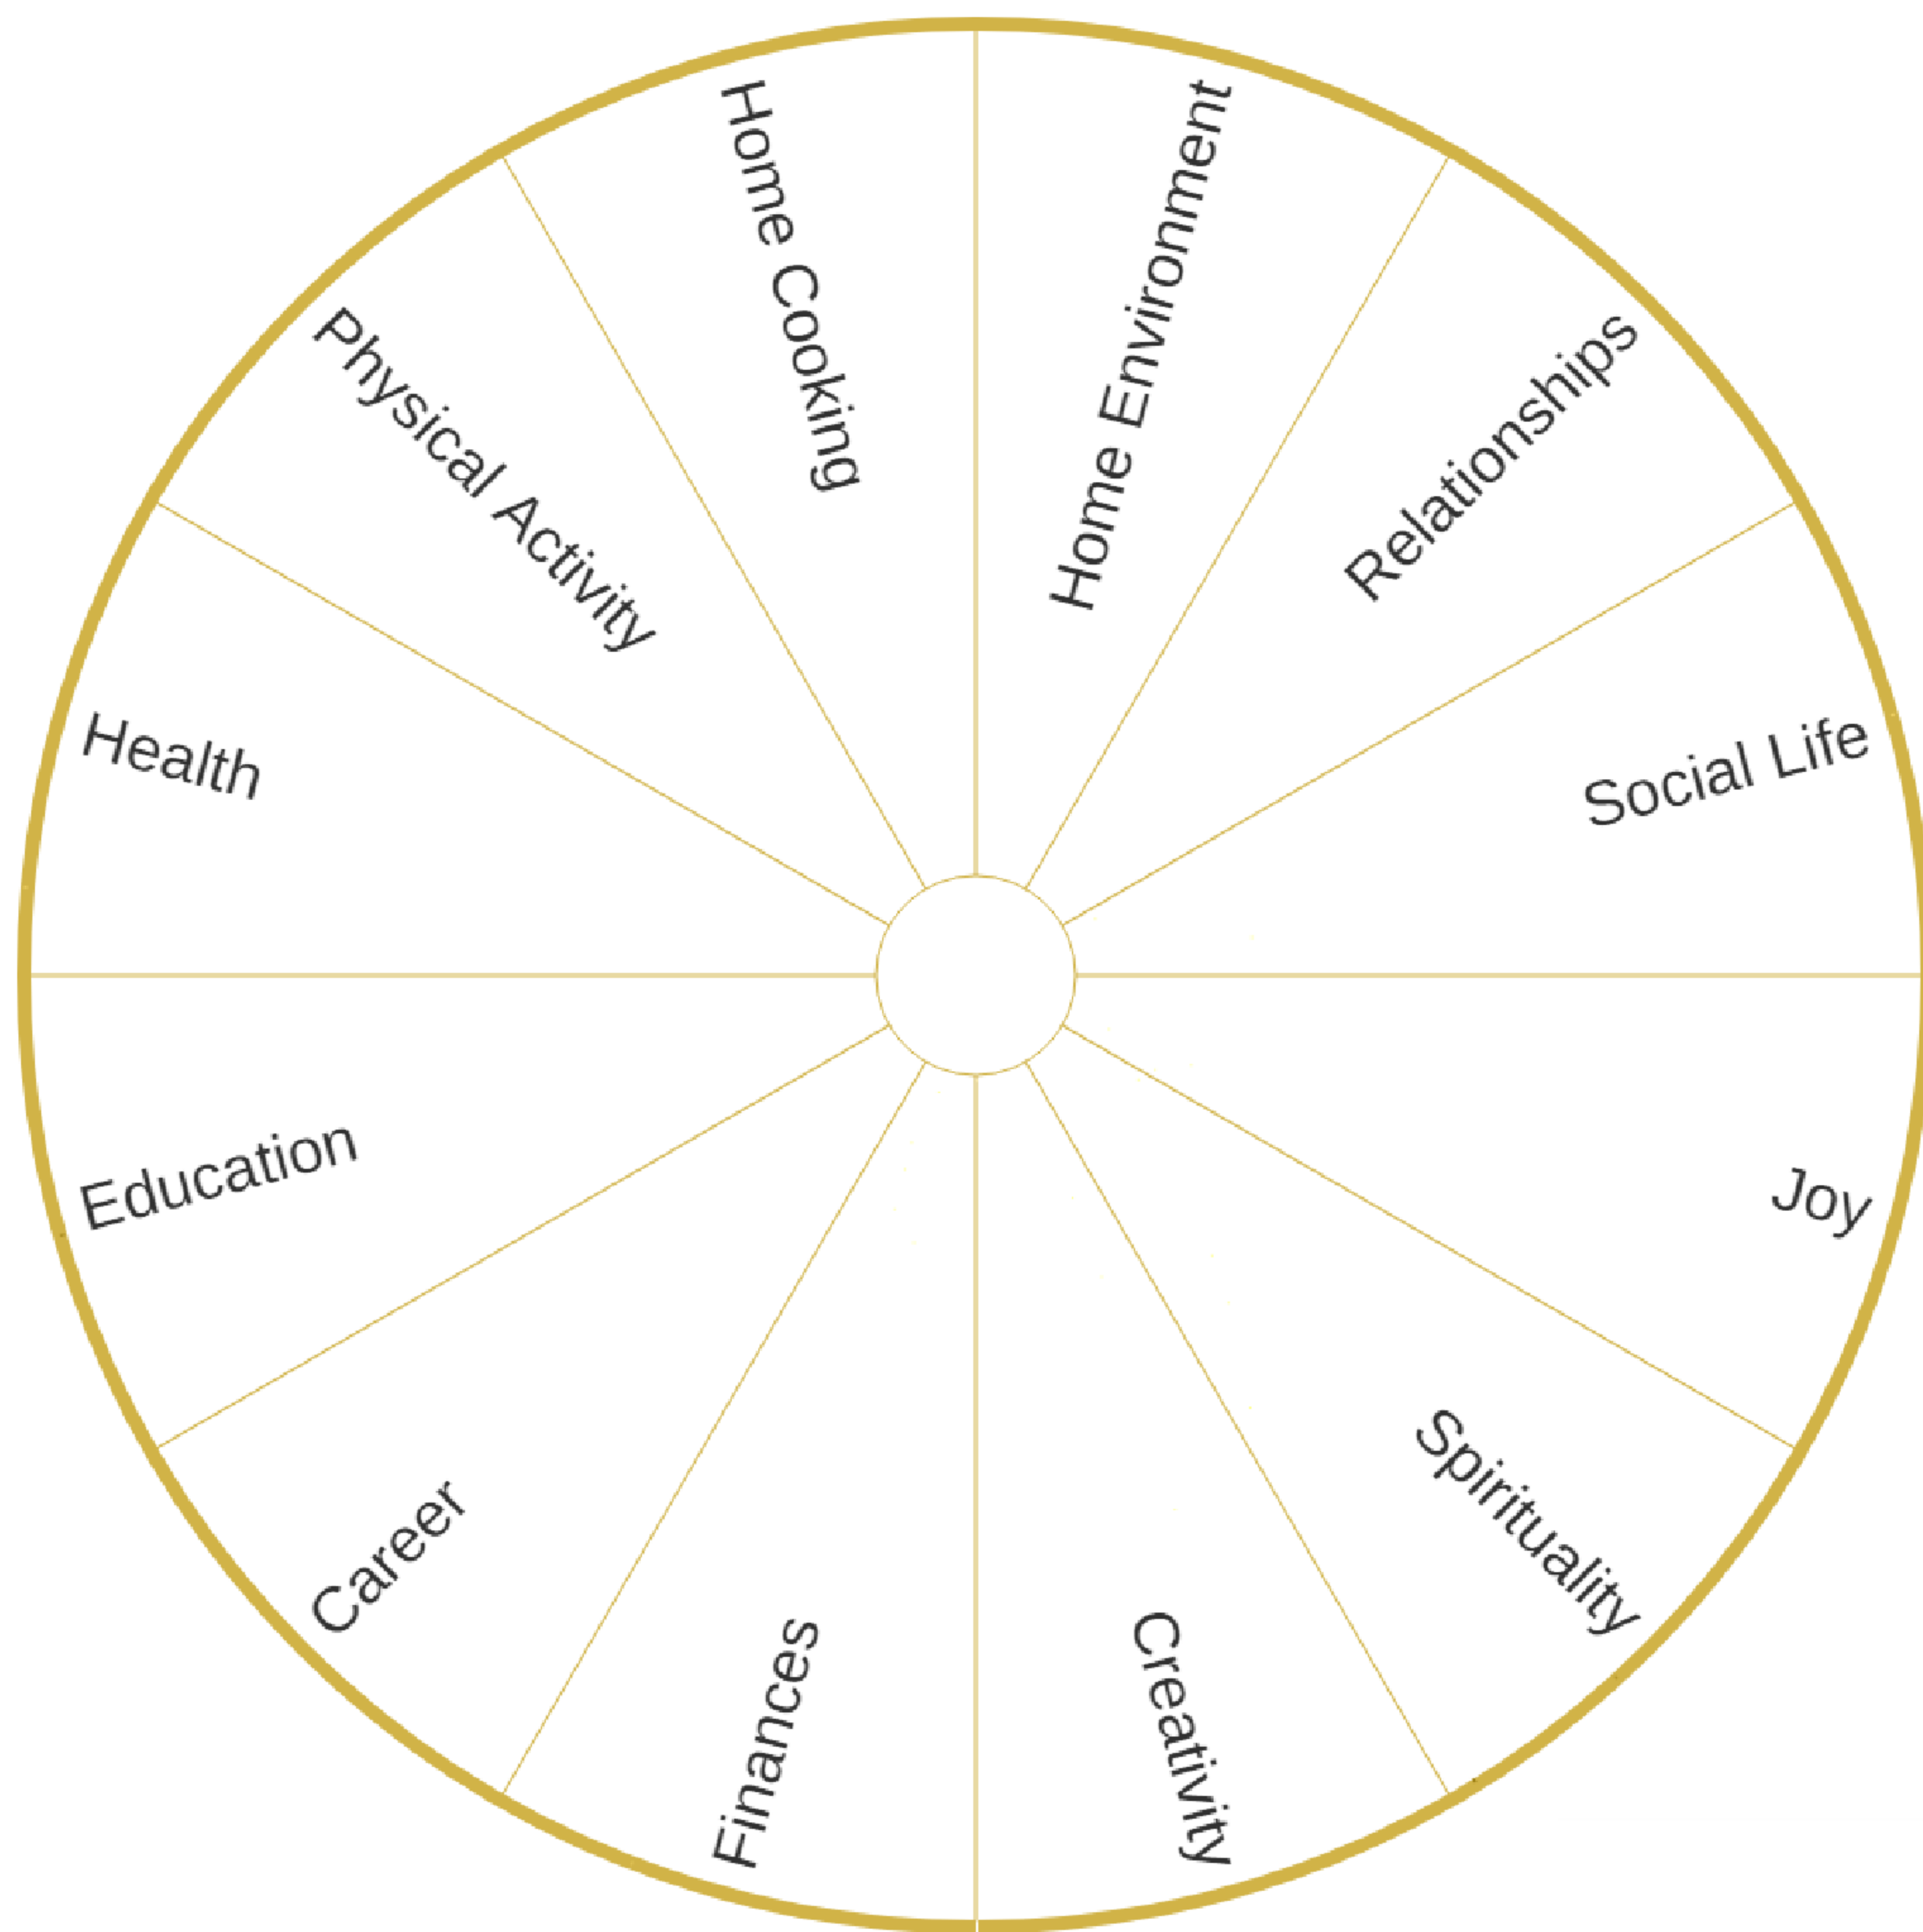 Home Environment
Relationships
Social Life
Joy
Spirituality
Creativity
Finances
Career
Education
Health
Physical Activity
Home Cooking